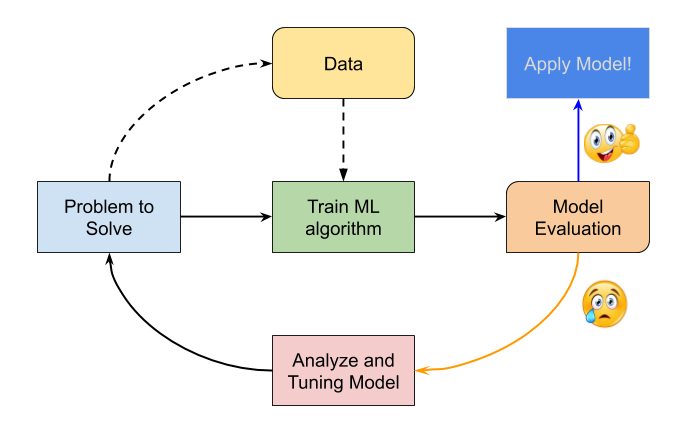 Data
Apply Model!
Problem to
Solve
Train ML
algorithm
Model
Evaluation
Analyze and
Tuning Model